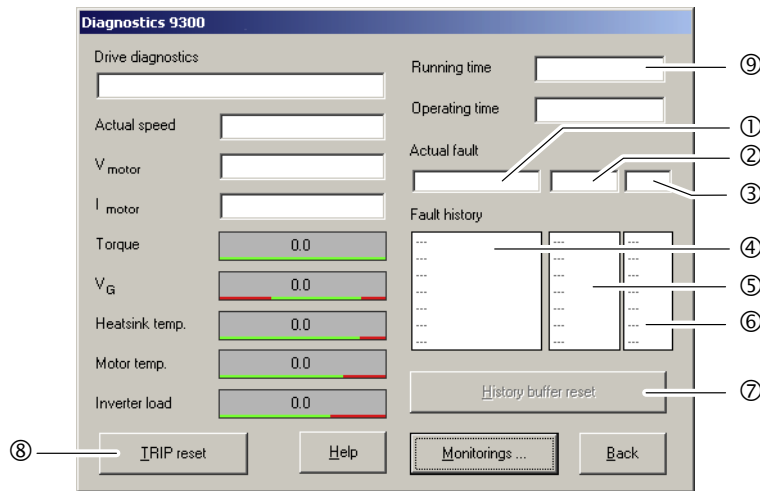 Diagnostics 9300
Drive diagnostics
Running time
⑨
Operating time
Actual speed
①
Actual fault
②
V motor
③
I motor
Fault history
Torque
0.0
--- --- ---
④
--- --- ---
VG
0.0
--- --- ---
⑤
--- --- ---
Heatsink temp.
0.0
--- --- ---
⑥
--- --- ---
Motor temp.
0.0
--- --- ---
Inverter load
0.0
History buffer reset
⑦
⑧
TRIP reset
Help
Monitorings ...
Back